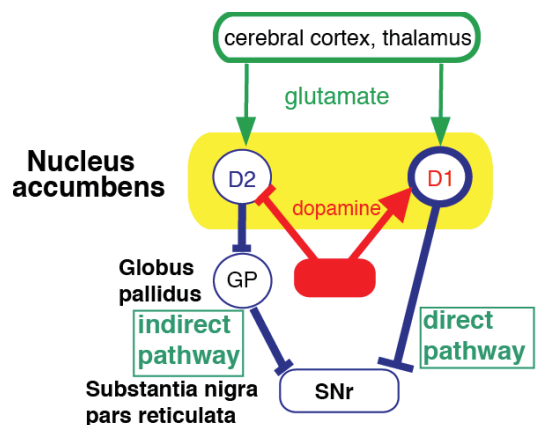 cerebral cortex, thalamus
glutamate
Nucleus
accumbens
D2
D1
dopamine
Globus
pallidus
GP
indirect
pathway
direct
pathway
Substantia nigra
pars reticulata
SNr